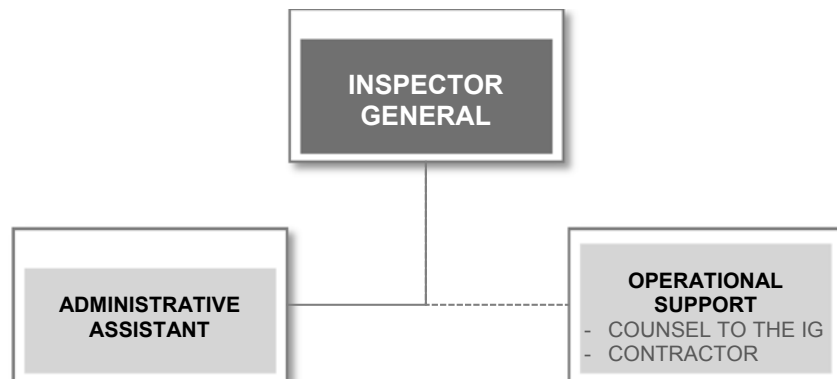 INSPECTOR
GENERAL
ADMINISTRATIVE
ASSISTANT
OPERATIONAL
SUPPORT
- COUNSEL TO THE IG
- CONTRACTOR